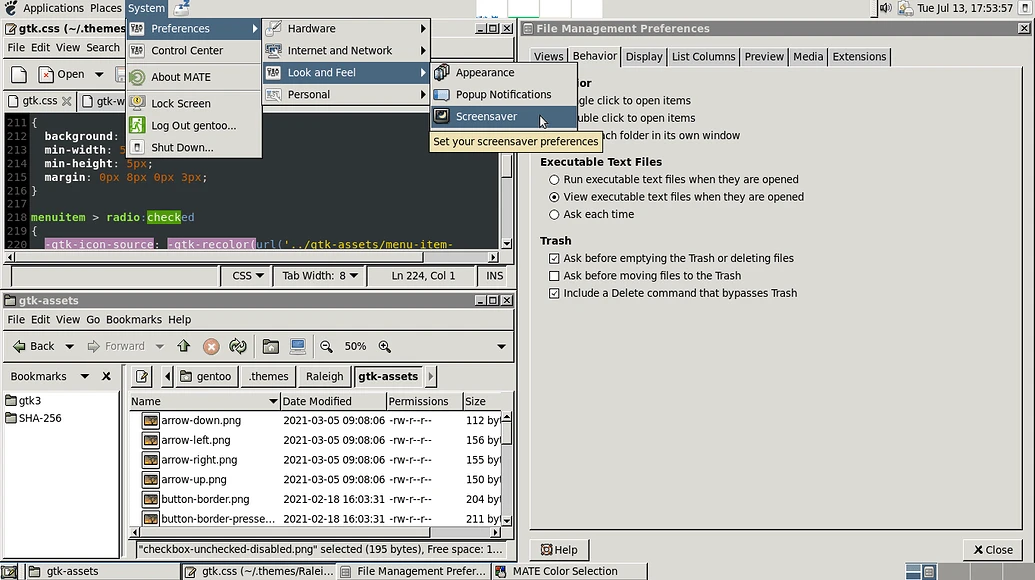 Applications Places System
Tue Jul 13, 17:53:57
gtk.css (~/.themes
File Edit View Search
Open
gtk.css
gtk-w
211 {
212 background:
213 min-width: 5
214 min-height: 5px;
215 margin: 0px 8px 0px 3px;
216 }
217
218 menuitem > radio:checked
219 {
220 -gtk-icon-source: -gtk-recolor(url('../gtk-assets/menu-item-
CSS Tab Width: 8 Ln 224, Col 1 INS
Preferences
Control Center
About MATE
Lock Screen
Log Out gentoo...
Shut Down...
Hardware
Internet and Network
Look and Feel
Personal
Appearance
Popup Notifications
Screensaver
Set your screensaver preferences
File Management Preferences
Views Behavior Display List Columns Preview Media Extensions
ior
gle click to open items
uble click to open items
ach folder in its own window
Executable Text Files
Run executable text files when they are opened
View executable text files when they are opened
Ask each time
Trash
Ask before emptying the Trash or deleting files
Ask before moving files to the Trash
Include a Delete command that bypasses Trash
Help
Close
gtk-assets
File Edit View Go Bookmarks Help
Back Forward 50%
Bookmarks
gentoo .themes Raleigh gtk-assets
gtk3
SHA-256
Name Date Modified Permissions Size
arrow-down.png 2021-03-05 09:08:06 -rw-r--r-- 112 by
arrow-left.png 2021-03-05 09:08:06 -rw-r--r-- 156 by
arrow-right.png 2021-03-05 09:08:06 -rw-r--r-- 155 by
arrow-up.png 2021-03-05 09:08:06 -rw-r--r-- 150 by
button-border.png 2021-02-18 16:03:31 -rw-r--r-- 204 by
button-border-presse... 2021-02-18 16:03:31 -rw-r--r-- 211 by
"checkbox-unchecked-disabled.png" selected (195 bytes), Free space: 1...
gtk-assets
gtk.css (~/.themes/Ralei...
File Management Prefer...
MATE Color Selection